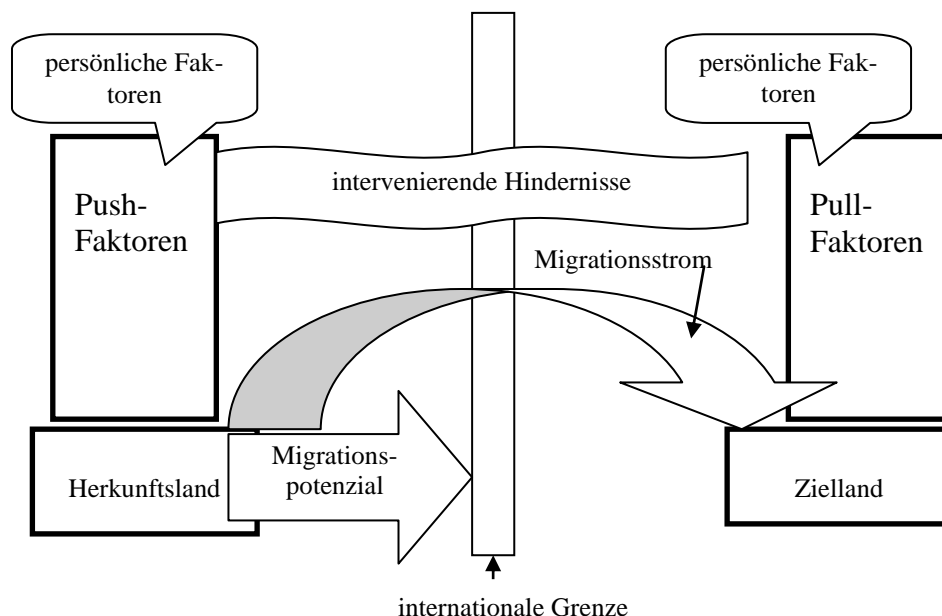 persönliche Fak-
toren
persönliche Fak-
toren
intervenierende Hindernisse
Push-
Faktoren
Pull-
Faktoren
Migrationsstrom
Migrations-
potenzial
Herkunftsland
Zielland
internationale Grenze